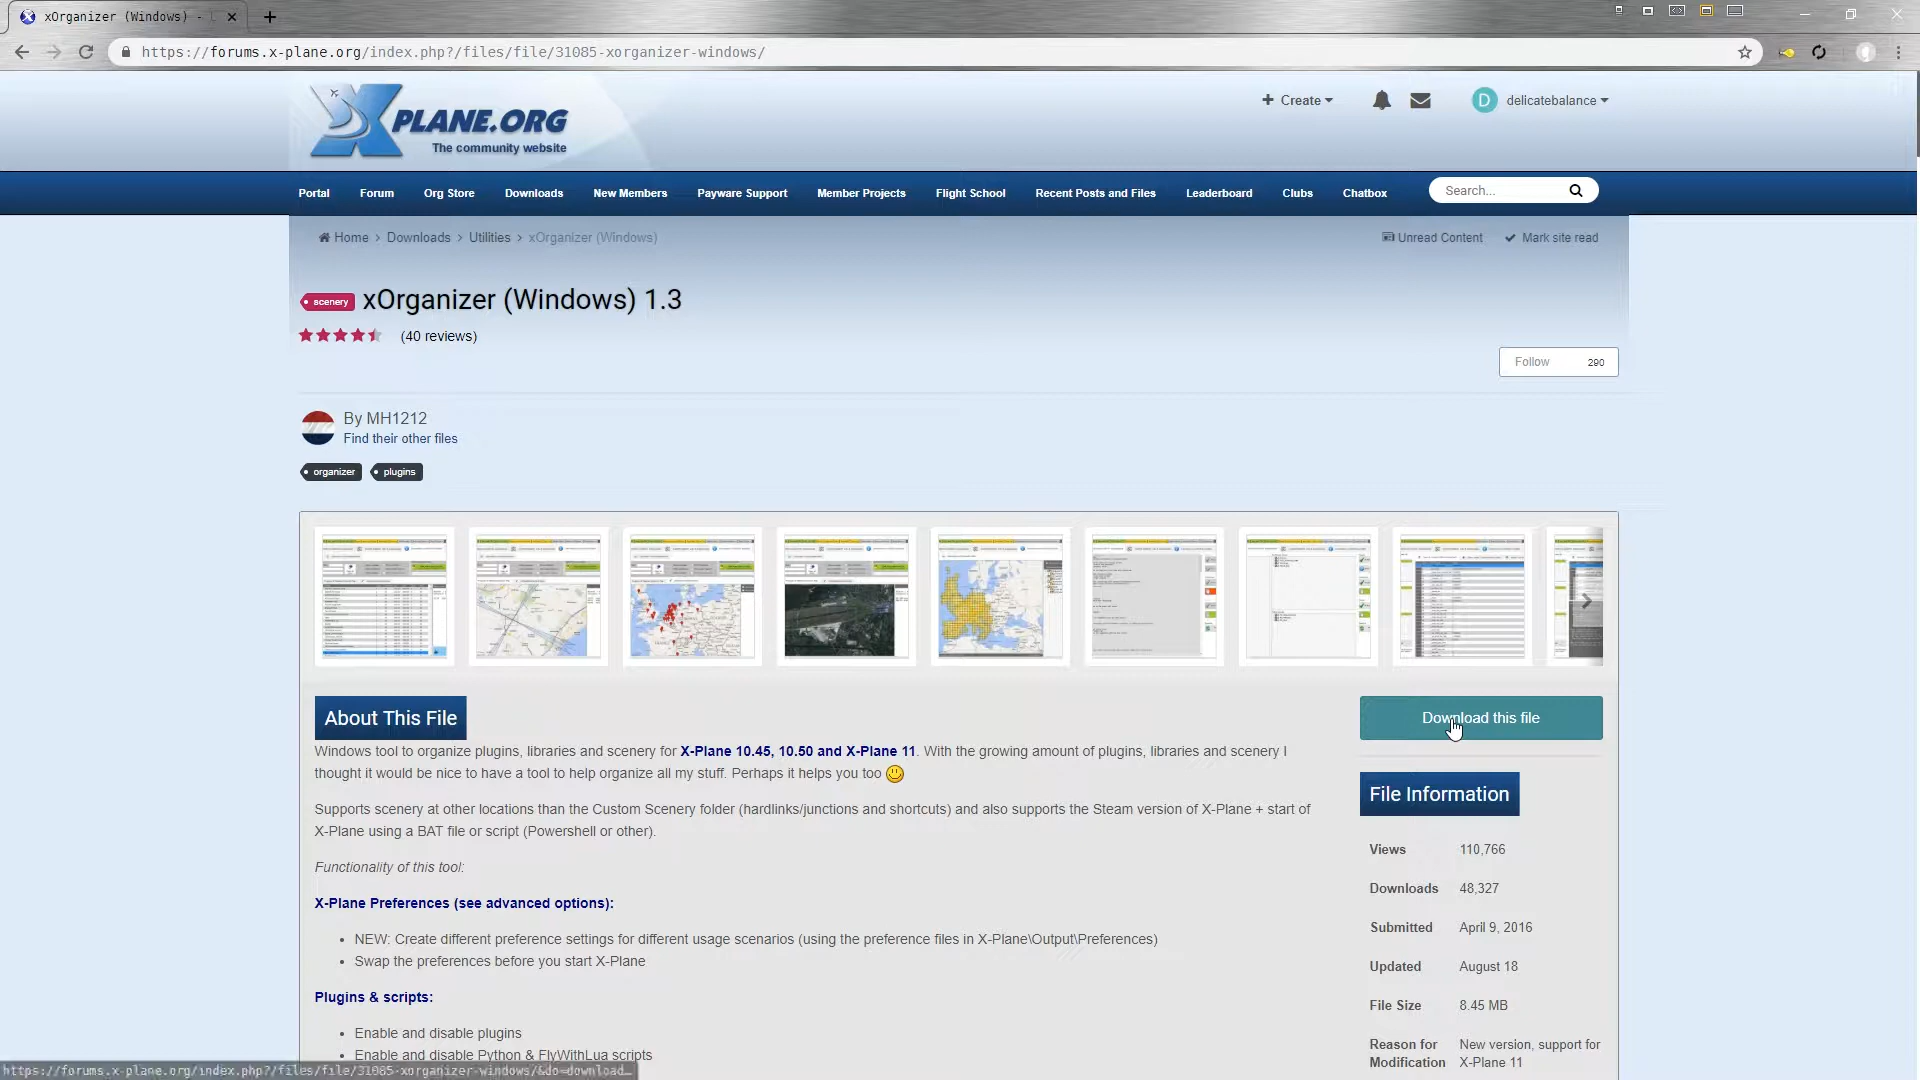 xOrganizer (Windows) -
https://forums.x-plane.org/index.php?/files/file/31085-xorganizer-windows/
XPLANE.ORG
The community website
+ Create
D
delicatebalance
Portal
Forum
Org Store
Downloads
New Members
Payware Support
Member Projects
Flight School
Recent Posts and Files
Leaderboard
Clubs
Chatbox
Search...
Home > Downloads > Utilities > xOrganizer (Windows)
Unread Content
Mark site read
scenery
xOrganizer (Windows) 1.3
(40 reviews)
Follow
290
By MH1212
Find their other files
organizer
plugins
About This File
Download this file
Windows tool to organize plugins, libraries and scenery for X-Plane 10.45, 10.50 and X-Plane 11. With the growing amount of plugins, libraries and scenery I
thought it would be nice to have a tool to help organize all my stuff. Perhaps it helps you too
Supports scenery at other locations than the Custom Scenery folder (hardlinks/junctions and shortcuts) and also supports the Steam version of X-Plane + start of
X-Plane using a BAT file or script (Powershell or other).
Functionality of this tool:
X-Plane Preferences (see advanced options):
• NEW: Create different preference settings for different usage scenarios (using the preference files in X-Plane\Output\Preferences)
• Swap the preferences before you start X-Plane
Plugins & scripts:
• Enable and disable plugins
• Enable and disable Python & FlyWithLua scripts
File Information
Views 110,766
Downloads 48,327
Submitted April 9, 2016
Updated August 18
File Size 8.45 MB
Reason for New version, support for
Modification X-Plane 11
https://forums.x-plane.org/index.php?/files/file/31085-xorganizer-windows/&do=download...